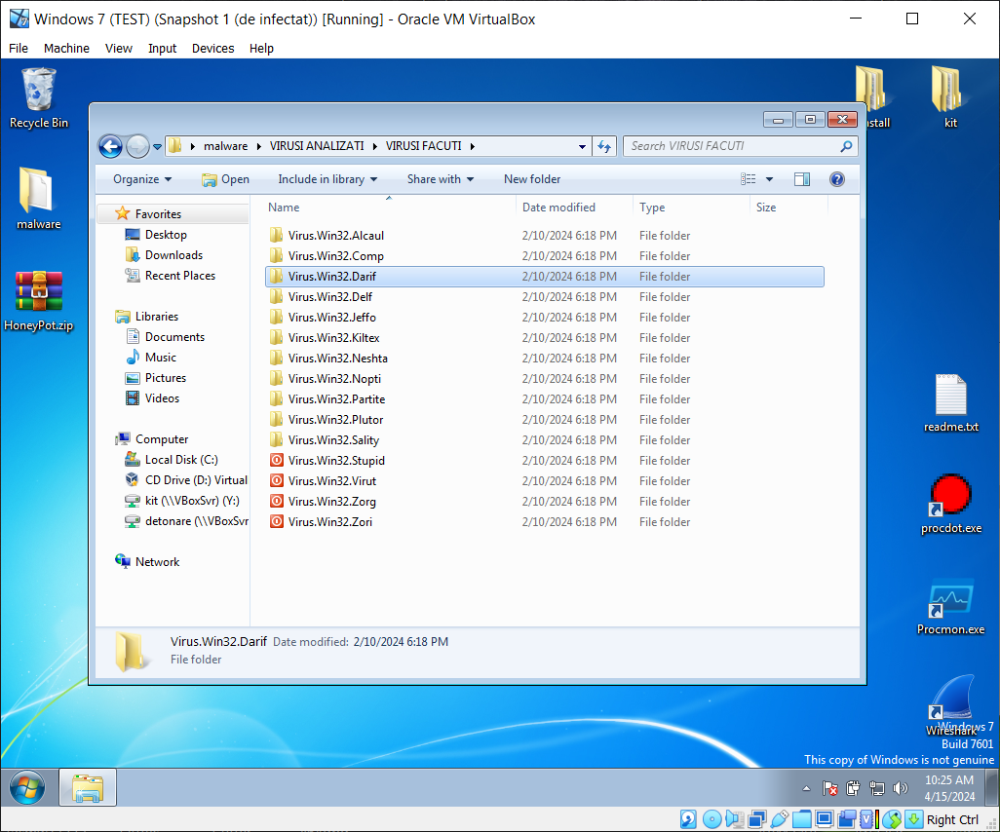 Windows 7 (TEST) (Snapshot 1 (de infectat)) [Running] - Oracle VM VirtualBox
File Machine View Input Devices Help
Recycle Bin
malware
HoneyPot.zip
kit
malware VIRUSI ANALIZATI VIRUSI FACUTI
Search VIRUSI FACUTI
Organize Open Include in library Share with New folder
Favorites
Desktop
Downloads
Recent Places
Libraries
Documents
Music
Pictures
Videos
Computer
Local Disk (C:)
CD Drive (D:) Virtual
kit (\\VBoxSvr) (Y:)
detonare (\\VBoxSvr
Network
Name Date modified Type Size
Virus.Win32.Alcaul 2/10/2024 6:18 PM File folder
Virus.Win32.Comp 2/10/2024 6:18 PM File folder
Virus.Win32.Darif 2/10/2024 6:18 PM File folder
Virus.Win32.Delf 2/10/2024 6:18 PM File folder
Virus.Win32.Jeffo 2/10/2024 6:18 PM File folder
Virus.Win32.Kiltex 2/10/2024 6:18 PM File folder
Virus.Win32.Neshta 2/10/2024 6:18 PM File folder
Virus.Win32.Nopti 2/10/2024 6:18 PM File folder
Virus.Win32.Partite 2/10/2024 6:18 PM File folder
Virus.Win32.Plutor 2/10/2024 6:18 PM File folder
Virus.Win32.Sality 2/10/2024 6:18 PM File folder
Virus.Win32.Stupid 2/10/2024 6:18 PM File folder
Virus.Win32.Virut 2/10/2024 6:18 PM File folder
Virus.Win32.Zorg 2/10/2024 6:18 PM File folder
Virus.Win32.Zori 2/10/2024 6:18 PM File folder
Virus.Win32.Darif Date modified: 2/10/2024 6:18 PM
File folder
readme.txt
procdot.exe
Procmon.exe
Wireshark
Windows 7
Build 7601
This copy of Windows is not genuine
10:25 AM
4/15/2024
Right Ctrl